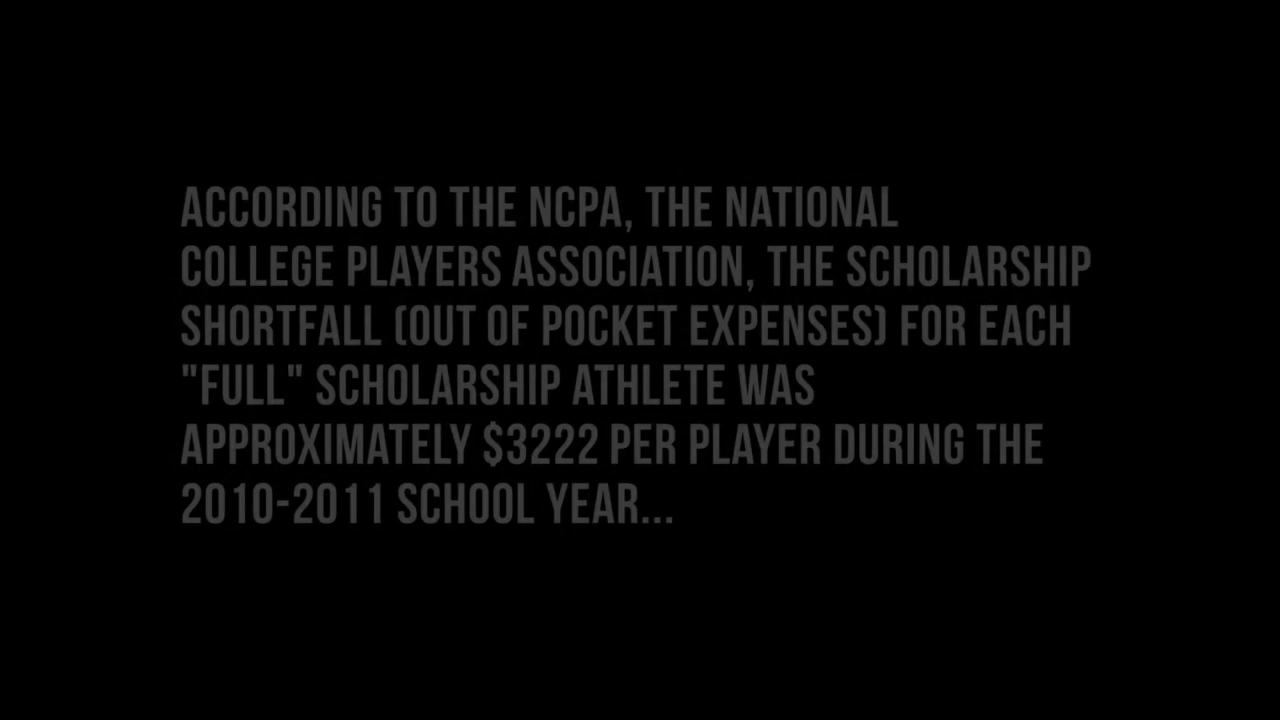 ACCORDING TO THE NCPA, THE NATIONAL
COLLEGE PLAYERS ASSOCIATION, THE SCHOLARSHIP
SHORTFALL (OUT OF POCKET EXPENSES) FOR EACH
"FULL" SCHOLARSHIP ATHLETE WAS
APPROXIMATELY $3222 PER PLAYER DURING THE
2010-2011 SCHOOL YEAR...